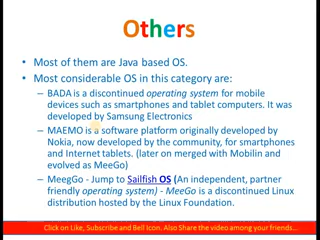 Others
• Most of them are Java based OS.
• Most considerable OS in this category are:
– BADA is a discontinued operating system for mobile
devices such as smartphones and tablet computers. It was
developed by Samsung Electronics
– MAEMO is a software platform originally developed by
Nokia, now developed by the community, for smartphones
and Internet tablets. (later on merged with Mobilin and
evolved as MeeGo)
– MeegGo - Jump to Sailfish OS (An independent, partner
friendly operating system) - MeeGo is a discontinued Linux
distribution hosted by the Linux Foundation.
Click on Like, Subscribe and Bell Icon. Also Share the video among your friends...